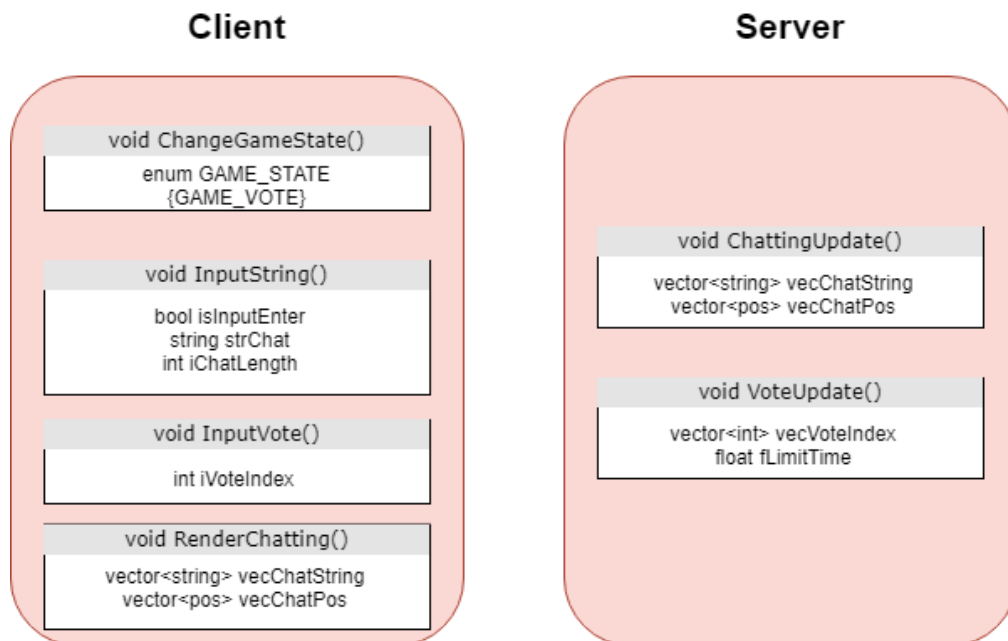 Client
Server
void ChangeGameState()
enum GAME_STATE
{GAME_VOTE}
void InputString()
bool isInputEnter
string strChat
int iChatLength
void InputVote()
int iVoteIndex
void RenderChatting()
vector<string> vecChatString
vector<pos> vecChatPos
void ChattingUpdate()
vector<string> vecChatString
vector<pos> vecChatPos
void VoteUpdate()
vector<int> vecVoteIndex
float fLimitTime